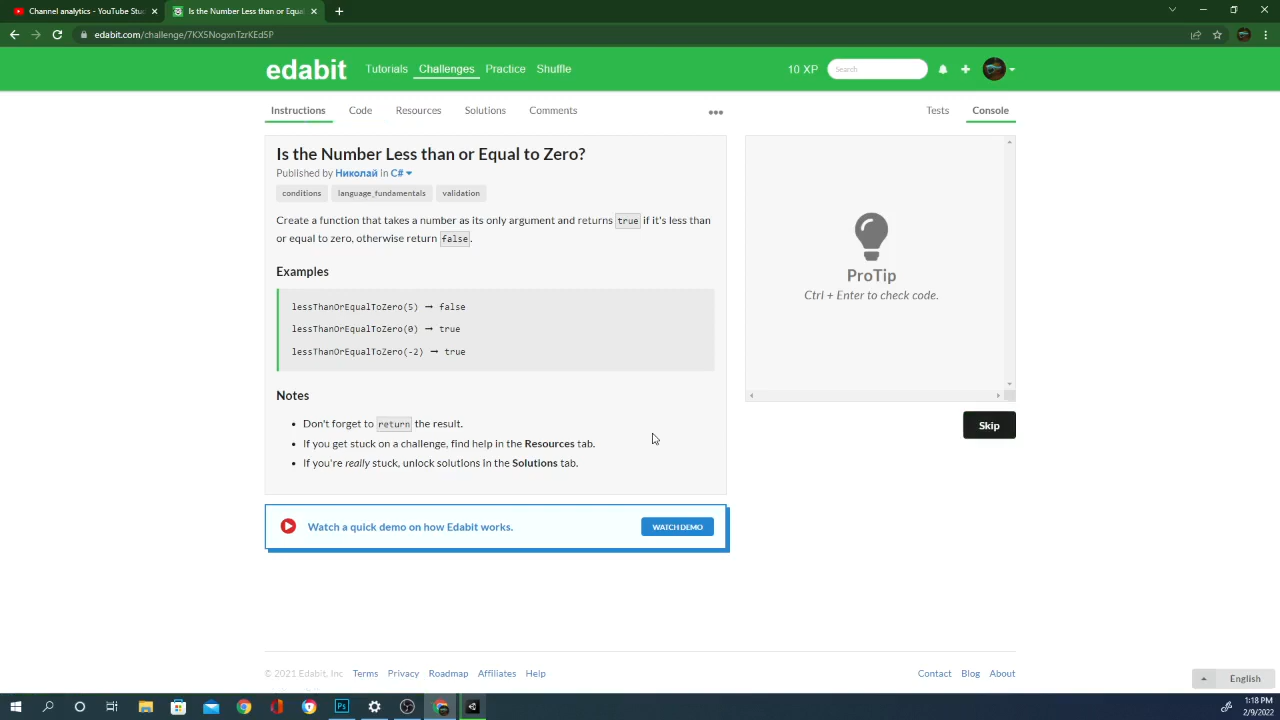 Channel analytics - YouTube Stu
Is the Number Less than or Equa
edabit.com/challenge/7KX5NogxnTzrKEdSP
edabit Tutorials Challenges Practice Shuffle 10 XP Search
Instructions Code Resources Solutions Comments ••• Tests Console
Is the Number Less than or Equal to Zero?
Published by Николай in C#
conditions language_fundamentals validation
Create a function that takes a number as its only argument and returns true if it's less than
or equal to zero, otherwise return false.
Examples
lessThanOrEqualToZero(5) ➞ false
lessThanOrEqualToZero(0) ➞ true
lessThanOrEqualToZero(-2) ➞ true
Notes
• Don't forget to return the result.
• If you get stuck on a challenge, find help in the Resources tab.
• If you're really stuck, unlock solutions in the Solutions tab.
ProTip
Ctrl + Enter to check code.
Skip
Watch a quick demo on how Edabit works. WATCH DEMO
© 2021 Edabit, Inc Terms Privacy Roadmap Affiliates Help Contact Blog About
English
Ps
1:18 PM
2/9/2022